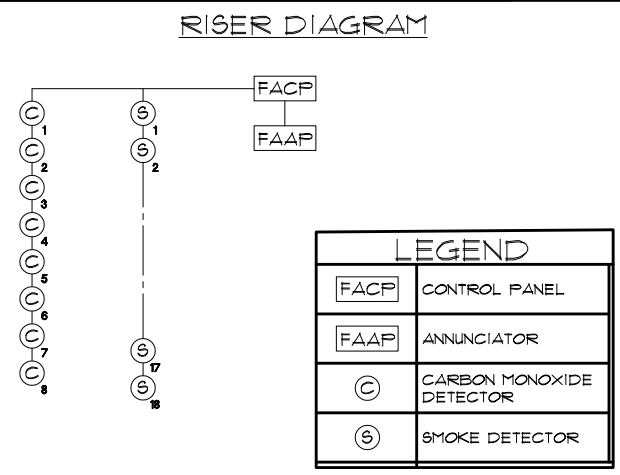 RISER DIAGRAM
FACP
C
1
S
1
FAAP
C
2
S
2
C
3
C
4
C
5
C
6
C
7
C
8
S
17
S
18
LEGEND
FACP CONTROL PANEL
FAAP ANNUNCIATOR
C CARBON MONOXIDE
DETECTOR
S SMOKE DETECTOR